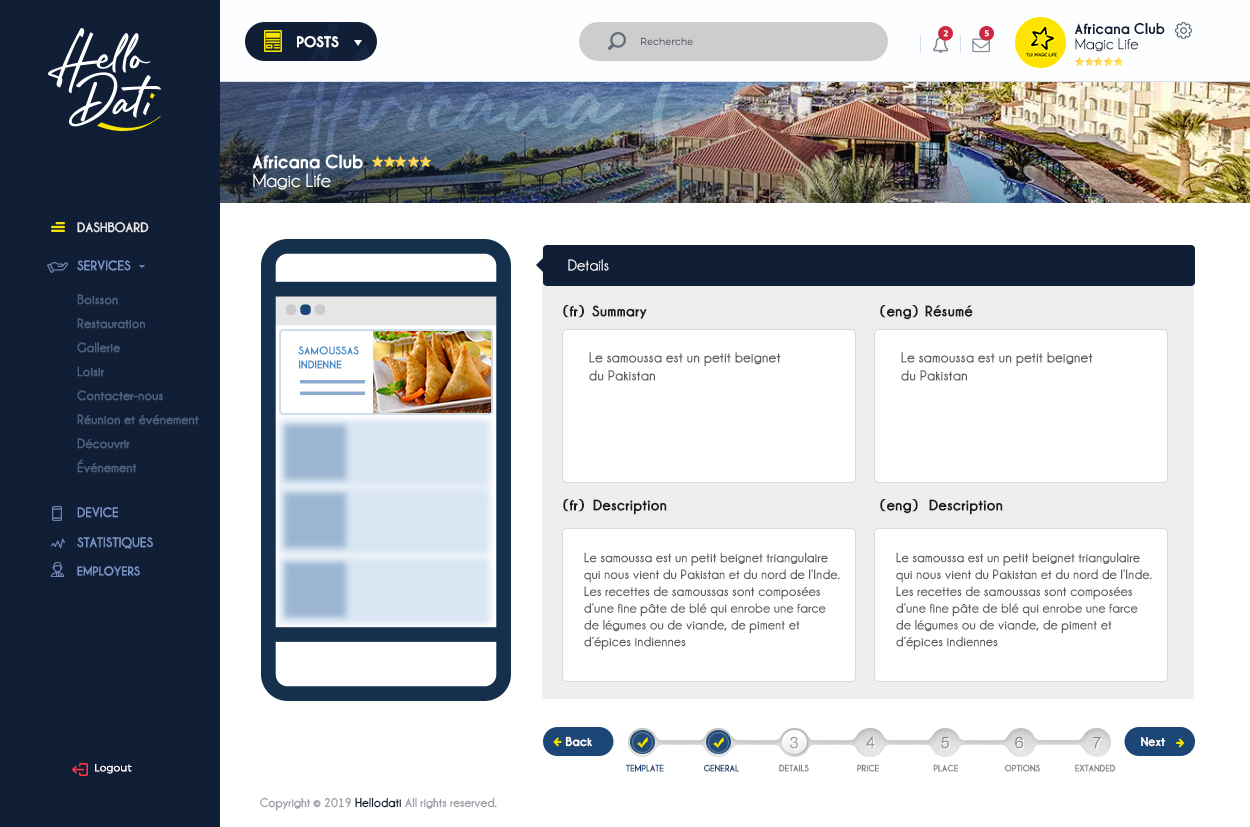 Hello
Dati
POSTS
Recherche
2
5
TUI MAGIC LIFE
Africana Club
Magic Life
Africana C
Africana Club
Magic Life
DASHBOARD
SERVICES
Boisson
Restauration
Gallerie
Loisir
Contacter-nous
Réunion et événement
Découvrir
Événement
DEVICE
STATISTIQUES
EMPLOYERS
Logout
SAMOUSSAS
INDIENNE
Details
(fr) Summary
(eng) Résumé
Le samoussa est un petit beignet
du Pakistan
Le samoussa est un petit beignet
du Pakistan
(fr) Description
(eng) Description
Le samoussa est un petit beignet triangulaire
qui nous vient du Pakistan et du nord de l'Inde.
Les recettes de samoussas sont composées
d'une fine pâte de blé qui enrobe une farce
de légumes ou de viande, de piment et
d'épices indiennes
Le samoussa est un petit beignet triangulaire
qui nous vient du Pakistan et du nord de l'Inde.
Les recettes de samoussas sont composées
d'une fine pâte de blé qui enrobe une farce
de légumes ou de viande, de piment et
d'épices indiennes
Back
3
4
5
6
7
Next
TEMPLATE
GENERAL
DETAILS
PRICE
PLACE
OPTIONS
EXTANDED
Copyright © 2019 Hellodati All rights reserved.